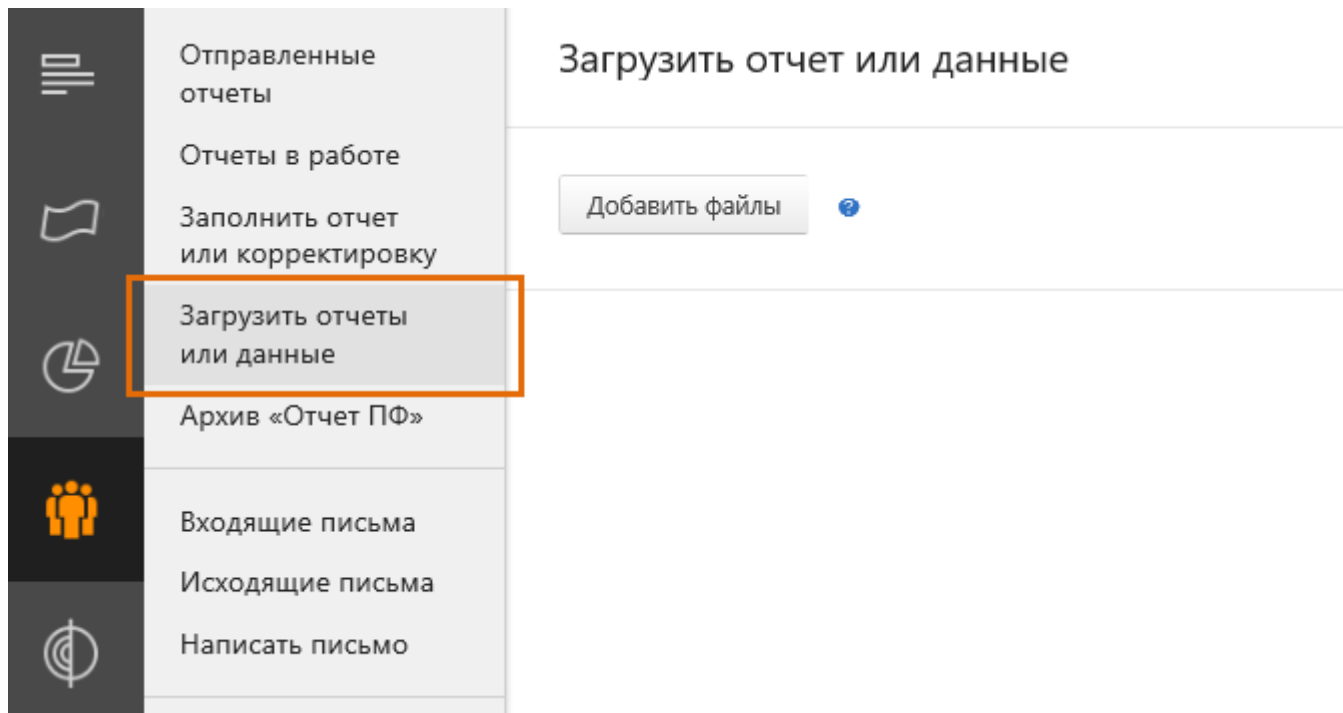 Отправленные
отчеты
Отчеты в работе
Заполнить отчет
или корректировку
Загрузить отчеты
или данные
Архив «Отчет ПФ»
Входящие письма
Исходящие письма
Написать письмо
Загрузить отчет или данные
Добавить файлы
?